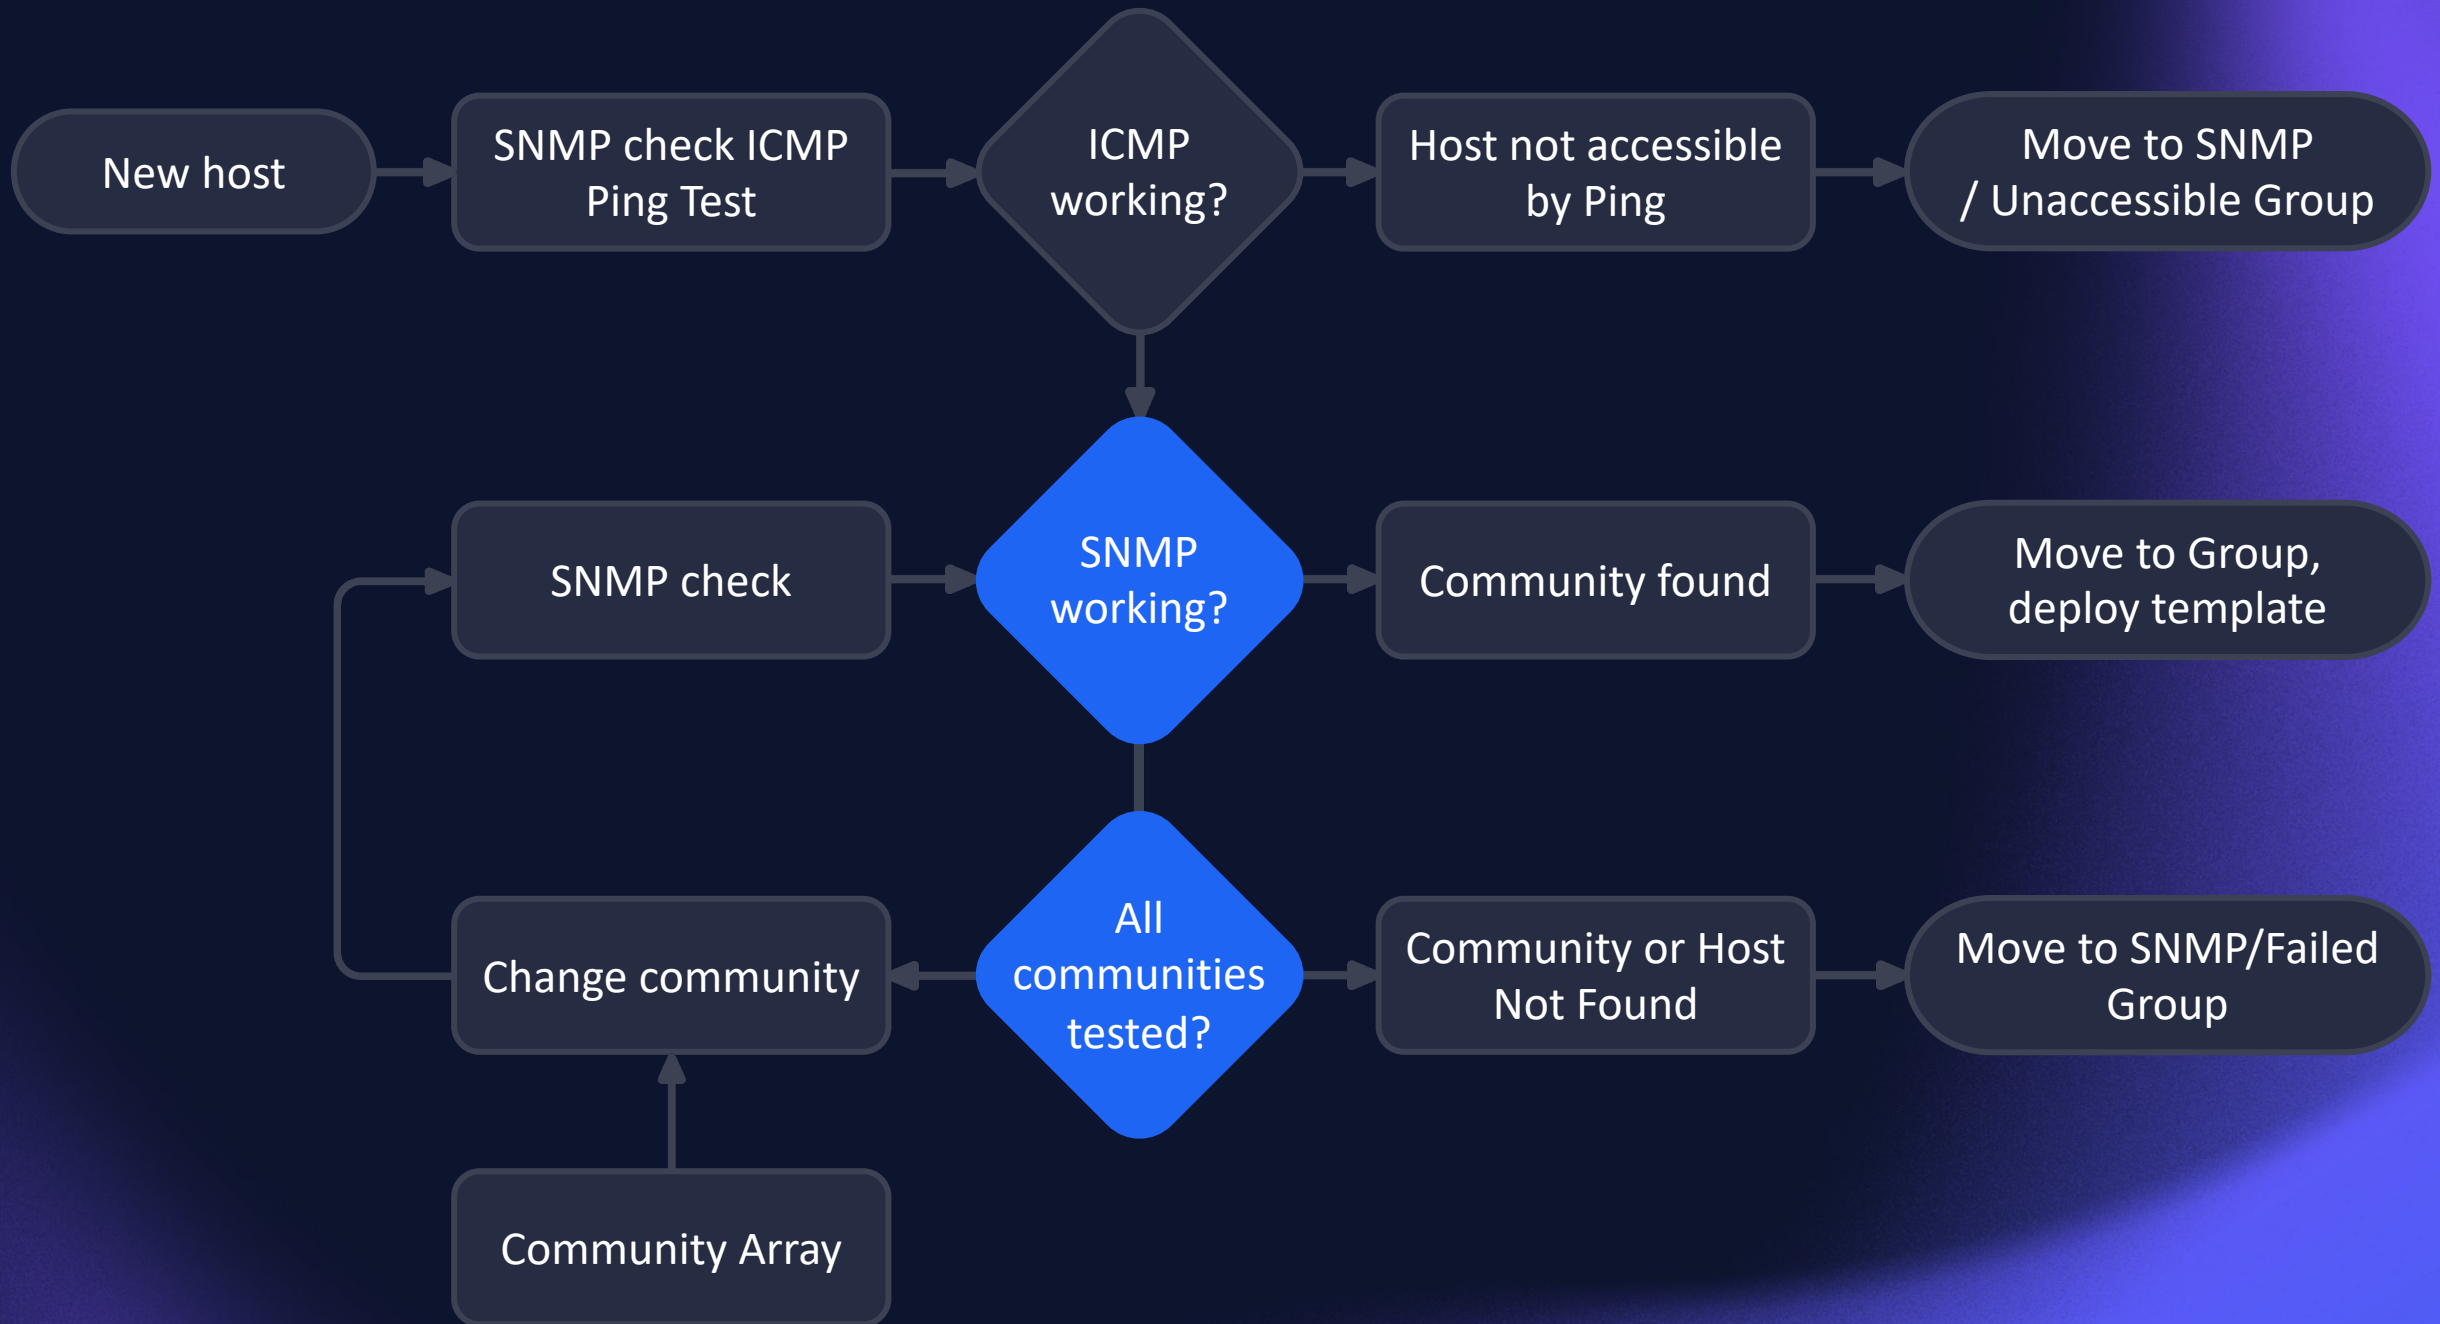 New host
SNMP check ICMP
Ping Test
ICMP
working?
Host not accessible
by Ping
Move to SNMP
/ Unaccessible Group
SNMP check
SNMP
working?
Community found
Move to Group,
deploy template
Change community
All
communities
tested?
Community or Host
Not Found
Move to SNMP/Failed
Group
Community Array